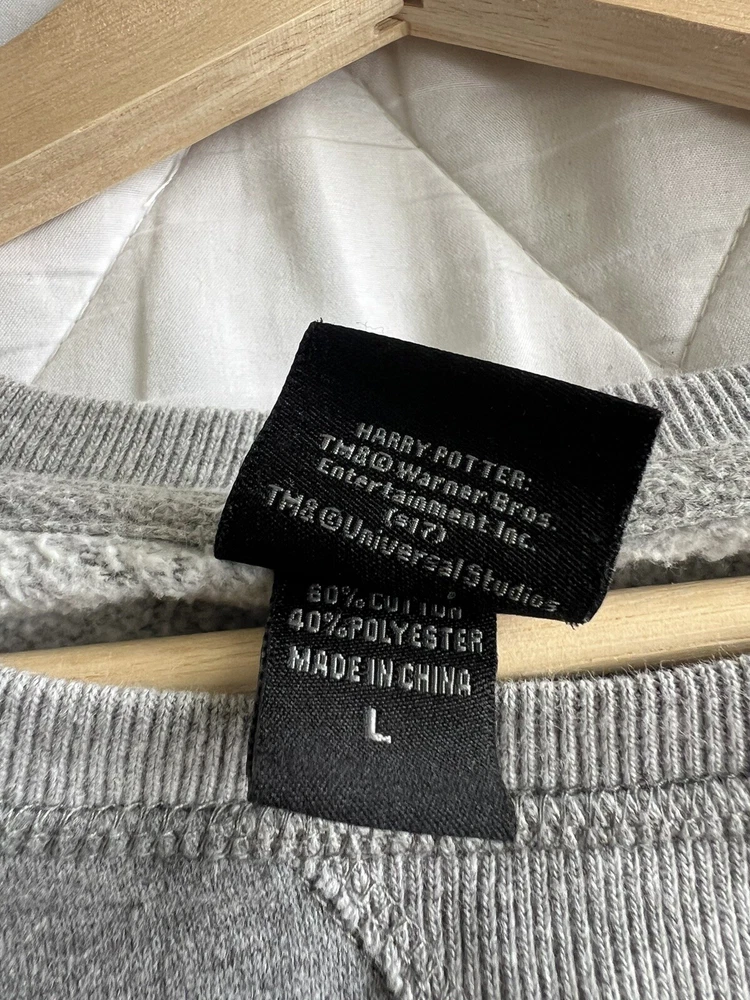 HARRY POTTER:
TM&©Warner Bros.
Entertainment Inc.
(s17)
TM&©Universal Studios
60% COTTON
40%POLYESTER
MADE IN CHINA
L